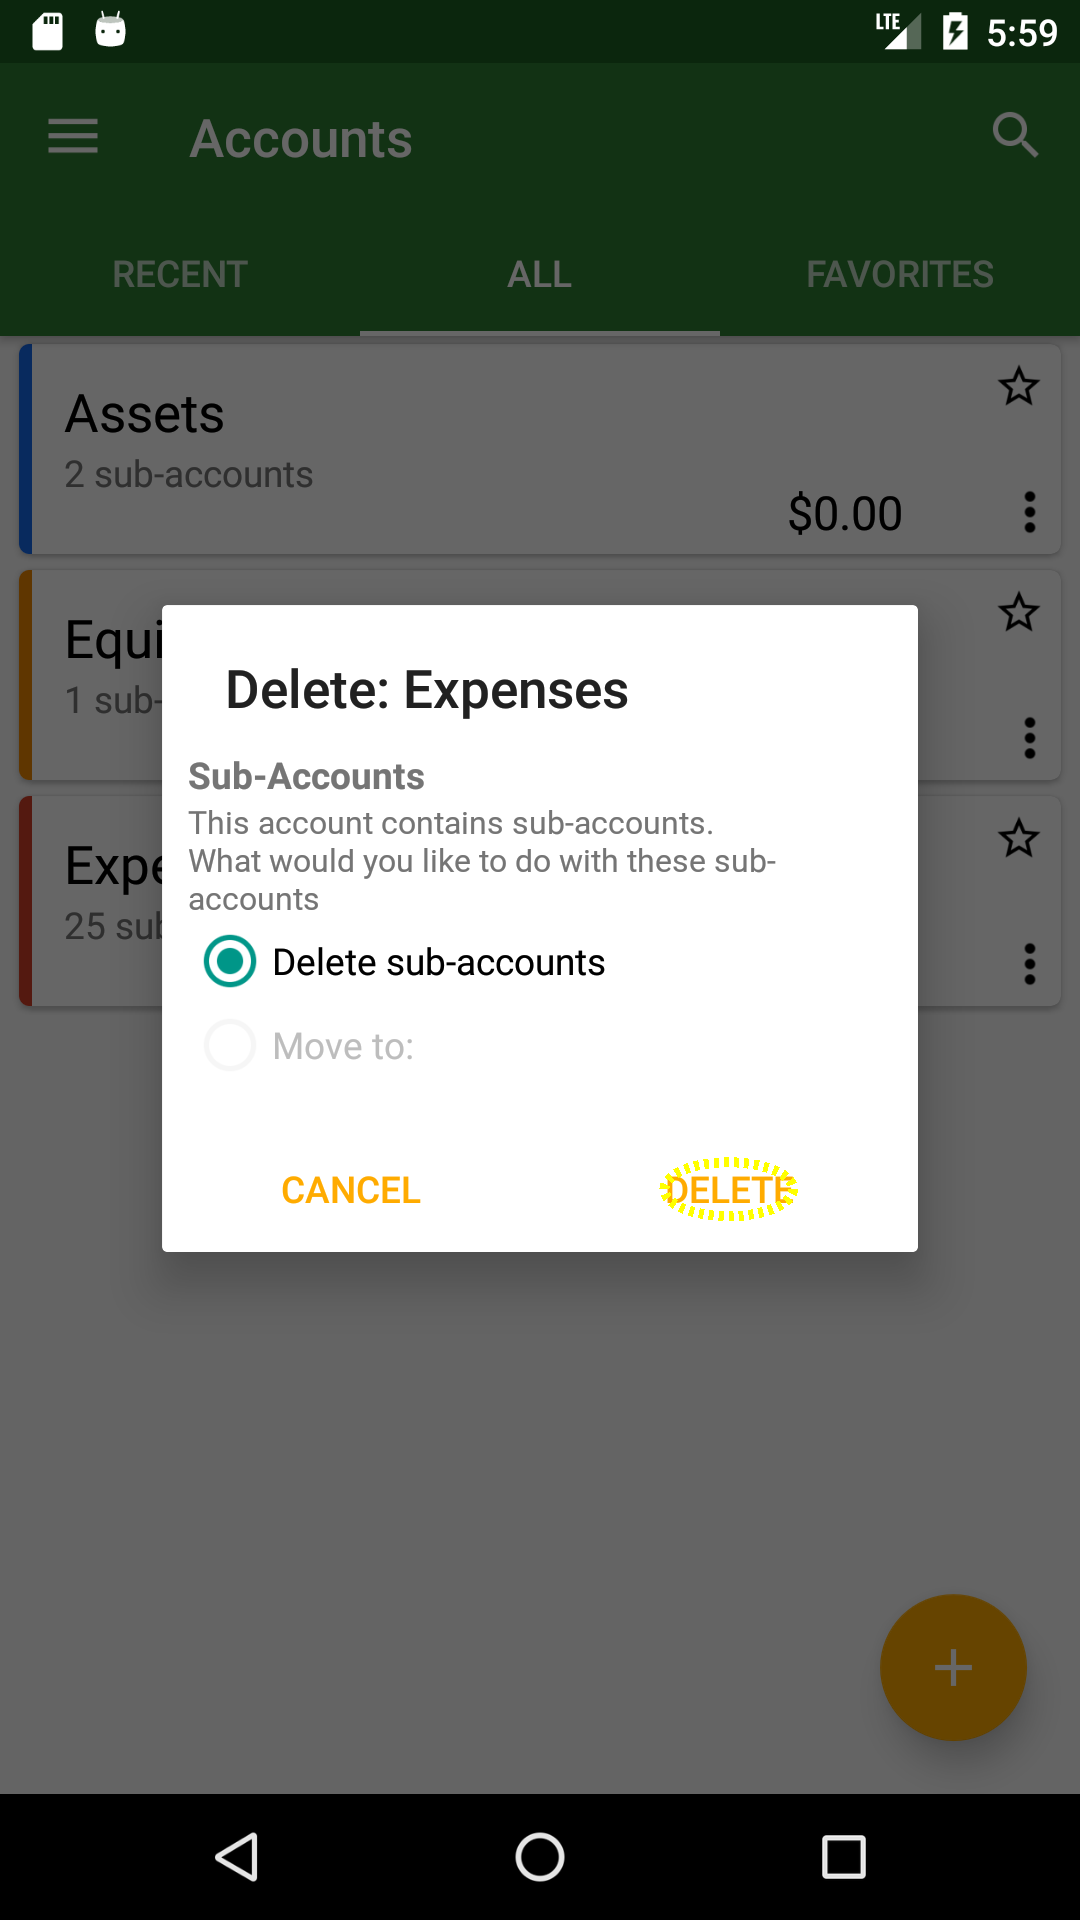 LTE 5:59
Accounts
RECENT ALL FAVORITES
Assets
2 sub-accounts
$0.00
Equi
1 sub-
Expe
25 sub
Delete: Expenses
Sub-Accounts
This account contains sub-accounts.
What would you like to do with these sub-
accounts
Delete sub-accounts
Move to:
CANCEL DELETE